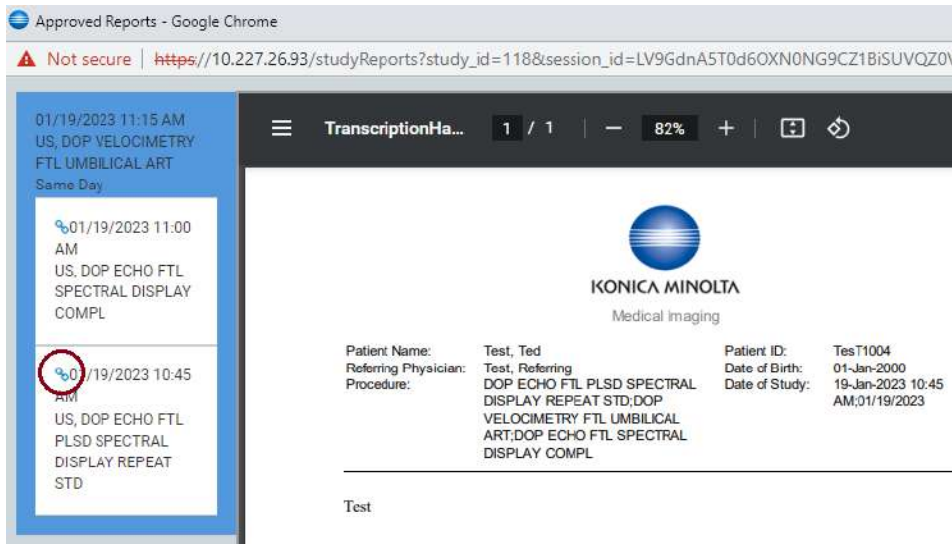 Approved Reports - Google Chrome
Not secure | https://10.227.26.93/studyReports?study_id=118&session_id=
01/19/2023 11:15 AM
US, DOP VELOCIMETRY
FTL UMBILICAL ART
Same Day
01/19/2023 11:00
AM
US, DOP ECHO FTL
SPECTRAL DISPLAY
COMPL
01/19/2023 10:45
AM
US, DOP ECHO FTL
PLSD SPECTRAL
DISPLAY REPEAT
STD
TranscriptionHa... 1 / 1 82%
KONICA MINOLTA
Medical Imaging
Patient Name: Test, Ted Patient ID: TesT1004
Referring Physician: Test, Referring Date of Birth: 01-Jan-2000
Procedure: DOP ECHO FTL PLSD SPECTRAL Date of Study: 19-Jan-2023 10:45
DISPLAY REPEAT STD;DOP AM;01/19/2023
VELOCIMETRY FTL UMBILICAL
ART;DOP ECHO FTL SPECTRAL
DISPLAY COMPL
Test